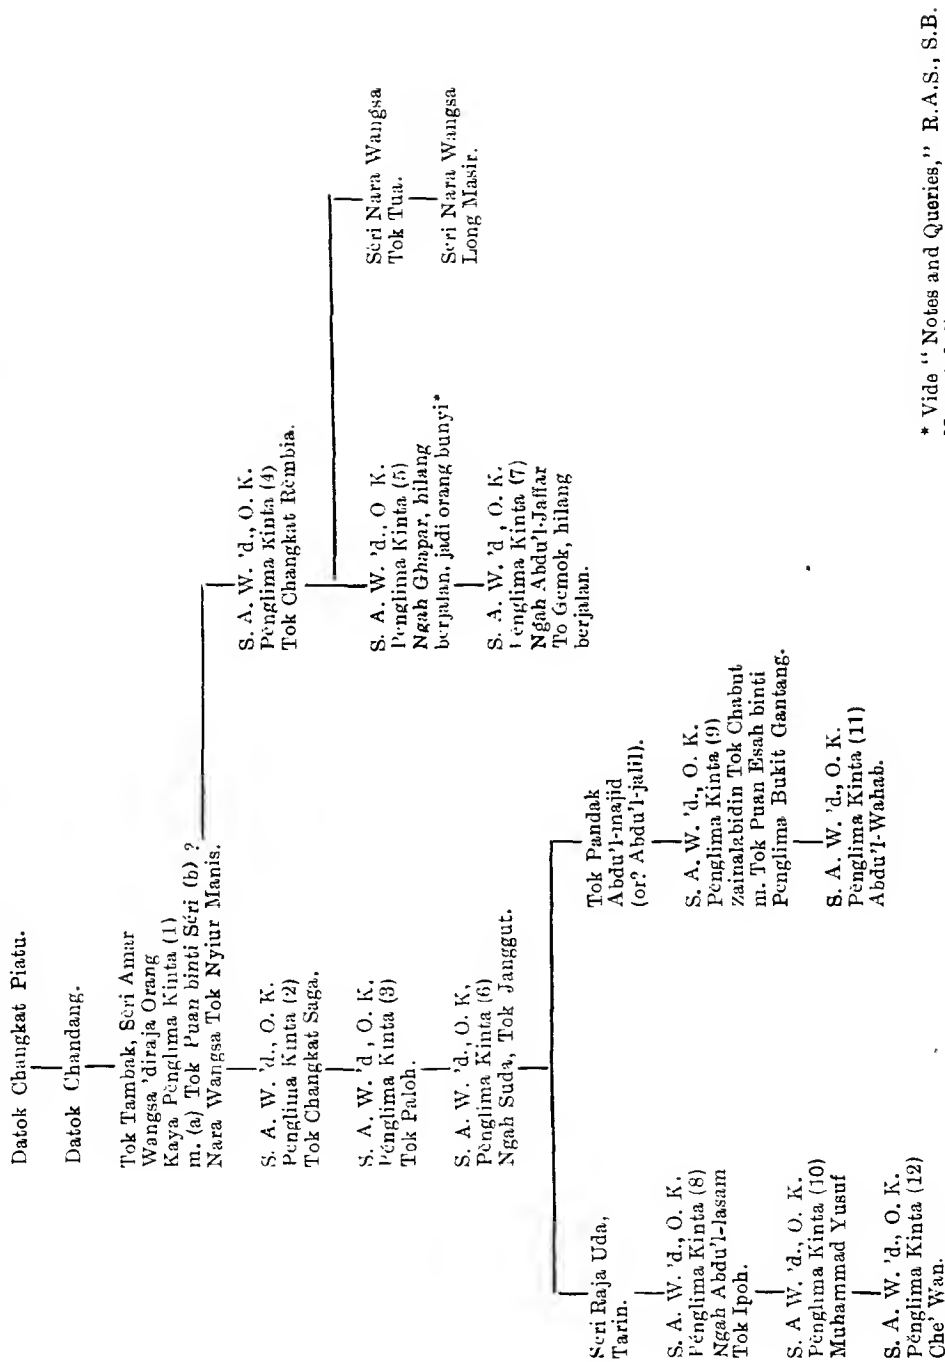 Datok Changkat Piatu.
Datok Chandang.
Tok Tambak, Sĕri Amar
Wangsa 'diraja Orang
Kaya Pĕnglima Kinta (1)
m. (a) Tok Puan binti Sĕri (b) ?
Nara Wangsa Tok Nyiur Manis.
S. A. W. 'd., O. K.
Pĕnglima Kinta (2)
Tok Changkat Saga.
S. A. W. 'd , O. K.
Pĕnglima Kinta (3)
Tok Paloh.
S. A. W. 'd., O. K.
Pĕnglima Kinta (6)
Ngah Suda, Tok Janggut.
Sĕri Raja Uda,
Tarin.
S. A. W. 'd., O. K.
Pĕnglima Kinta (8)
Ngah Abdu'l-lasam
Tok Ipoh.
S. A W. 'd., O. K.
Pĕnglima Kinta (10)
Muhammad Yusuf
S. A. W. 'd., O. K.
Pĕnglima Kinta (12)
Che' Wan.
Tok Pandak
Abdu'l-majid
(or? Abdu'l-jalil).
S. A. W. 'd., O. K.
Pĕnglima Kinta (9)
Zainalabidin Tok Chabut
m. Tok Puan Esah binti
Penglima Bukit Gantang.
S. A. W. 'd., O. K.
Pĕnglima Kinta (11)
Abdu'l-Wahab.
S. A. W. 'd., O. K.
Pĕnglima Kinta (4)
Tok Changkat Rĕmbia.
S. A. W. 'd., O K.
Pĕnglima Kinta (5)
Ngah Ghapar, hilang
berjalan, jadi orang bunyi*
S. A. W. 'd , O. K.
Pĕnglima Kinta (7)
Ngah Abdu'l-Jaffar
To Gemok, hilang
berjalan.
Sĕri Nara Wangsa
Tok Tua.
Sĕri Nara Wangsa
Long Masir.
* Vide " Notes and Queries," R.A.S., S.B.